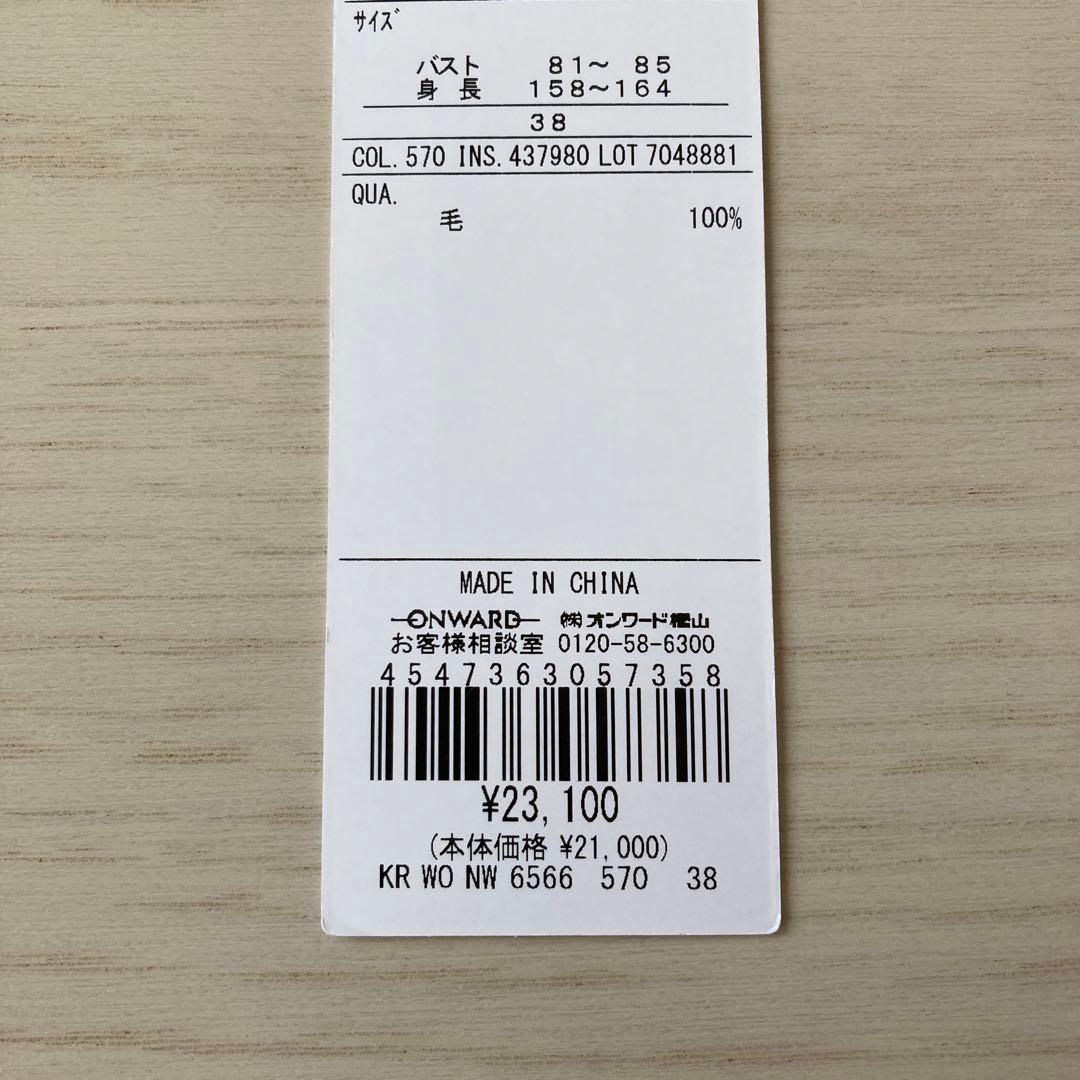 サイズ
バスト 81～ 85
身長 158～164
38
COL. 570 INS. 437980 LOT 7048881
QUA.
毛 100%
MADE IN CHINA
ONWARD ㈱オンワード樫山
お客様相談室 0120-58-6300
4547363057358
¥23,100
(本体価格 ¥21,000)
KR WO NW 6566 570 38